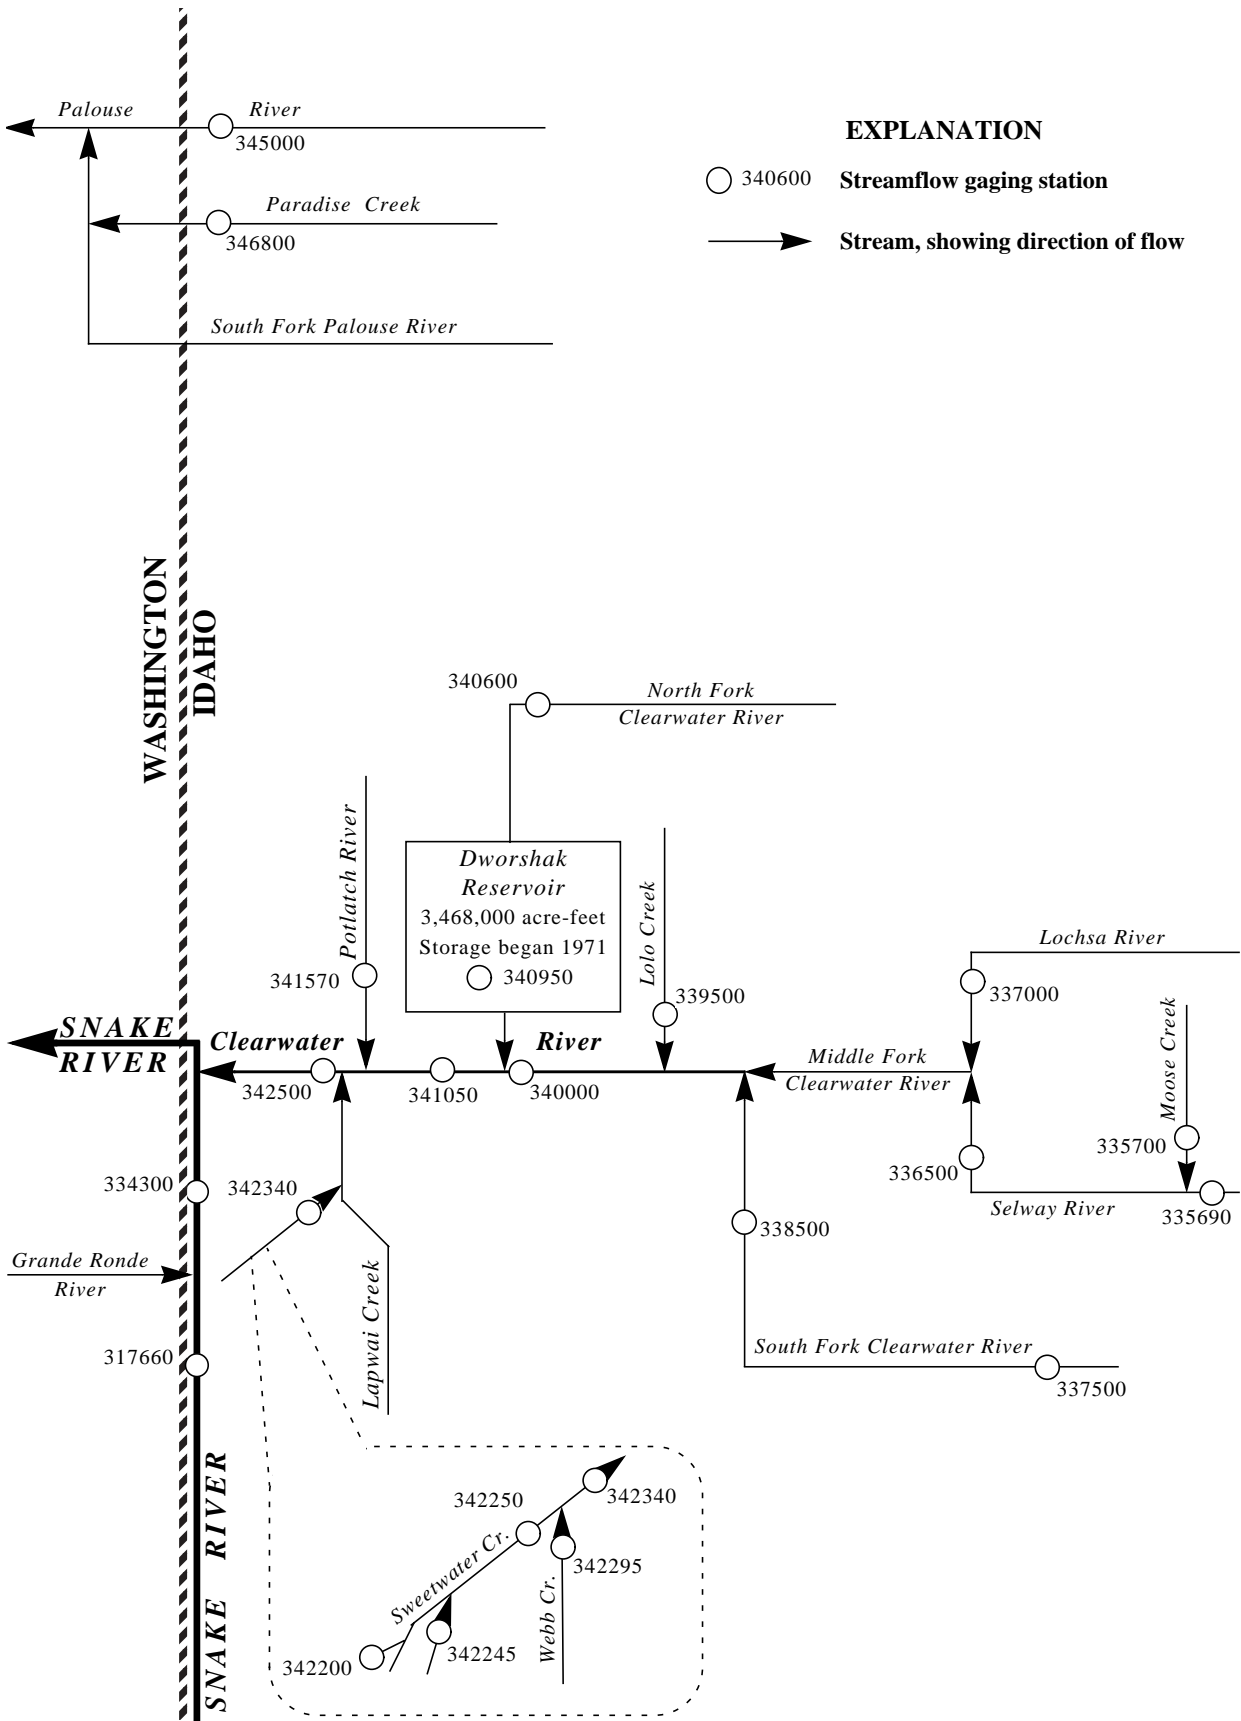 Palouse River
345000
EXPLANATION
340600 Streamflow gaging station
Paradise Creek
346800
Stream, showing direction of flow
South Fork Palouse River
WASHINGTON
IDAHO
340600
North Fork
Clearwater River
Potlatch River
341570
Dworshak
Reservoir
3,468,000 acre-feet
Storage began 1971
340950
Lolo Creek
339500
Lochsa River
337000
Moose Creek
335700
SNAKE
RIVER
Clearwater River
342500
341050
340000
Middle Fork
Clearwater River
336500
Selway River
335690
334300
342340
338500
Grande Ronde
River
Lapwai Creek
317660
South Fork Clearwater River
337500
SNAKE RIVER
SNAKE RIVER
342250
342340
Sweetwater Cr.
342295
Webb Cr.
342200
342245